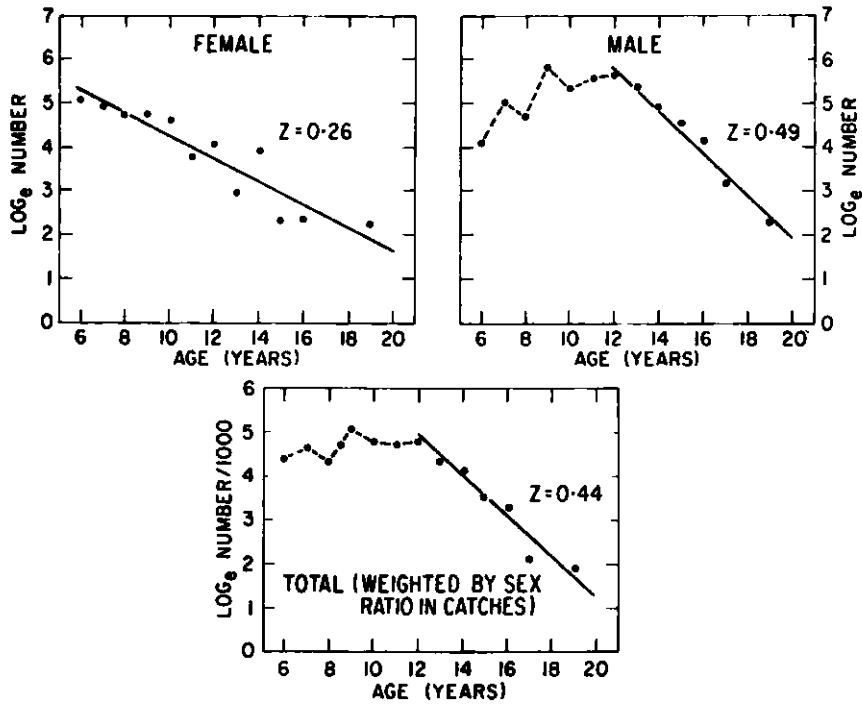 FEMALE
Z=0·26
LOGe NUMBER
7
6
5
4
3
2
1
0
6 8 10 12 14 16 18 20
AGE (YEARS)
MALE
Z=0·49
7
6
5
4
3
2
1
0
LOGe NUMBER
6 8 10 12 14 16 18 20
AGE (YEARS)
LOGe NUMBER/1000
6
5
4
3
2
1
0
Z=0·44
TOTAL (WEIGHTED BY SEX
RATIO IN CATCHES)
6 8 10 12 14 16 18 20
AGE (YEARS)